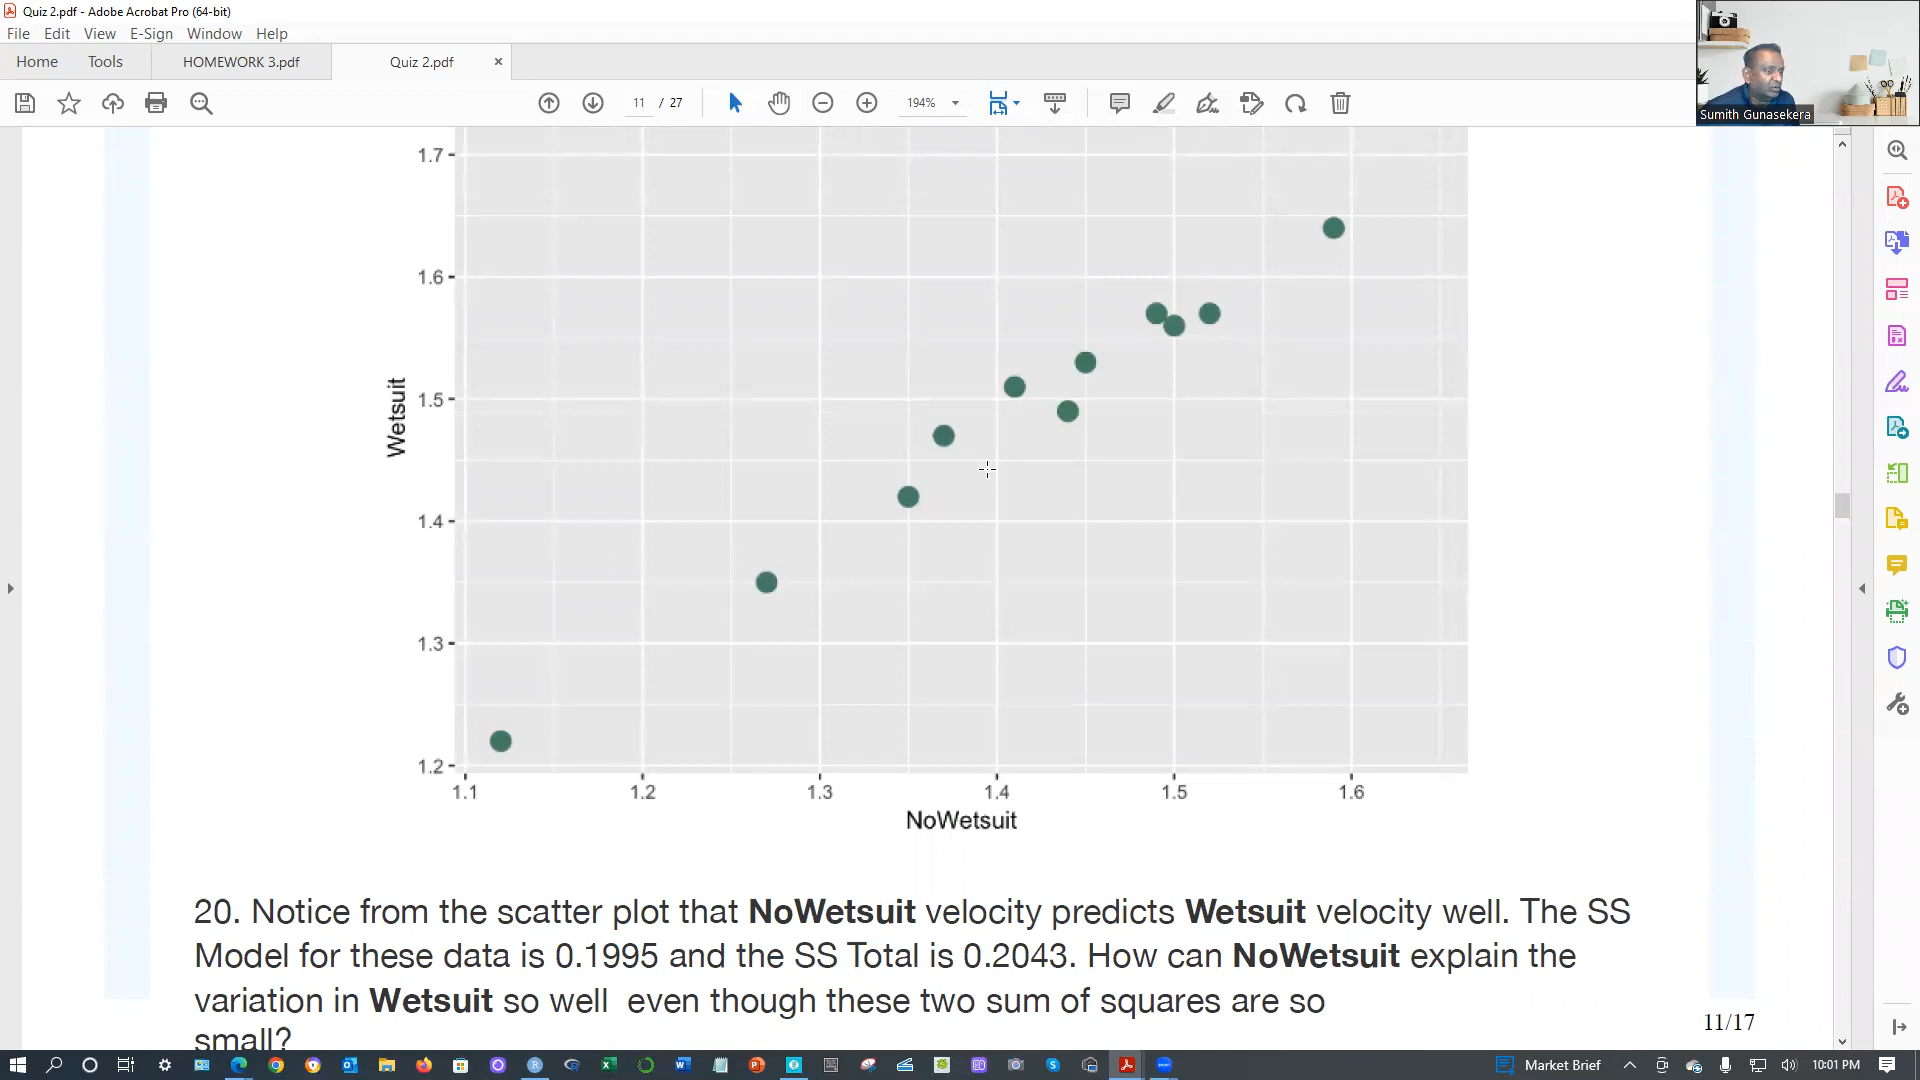 Quiz 2.pdf - Adobe Acrobat Pro (64-bit)
File Edit View E-Sign Window Help
Home Tools HOMEWORK 3.pdf Quiz 2.pdf ×
11 / 27 194%
Sumith Gunasekera
1.7
1.6
1.5
1.4
1.3
1.2
Wetsuit
1.1 1.2 1.3 1.4 1.5 1.6
NoWetsuit
20. Notice from the scatter plot that NoWetsuit velocity predicts Wetsuit velocity well. The SS
Model for these data is 0.1995 and the SS Total is 0.2043. How can NoWetsuit explain the
variation in Wetsuit so well even though these two sum of squares are so
small?
11/17
Market Brief 10:01 PM